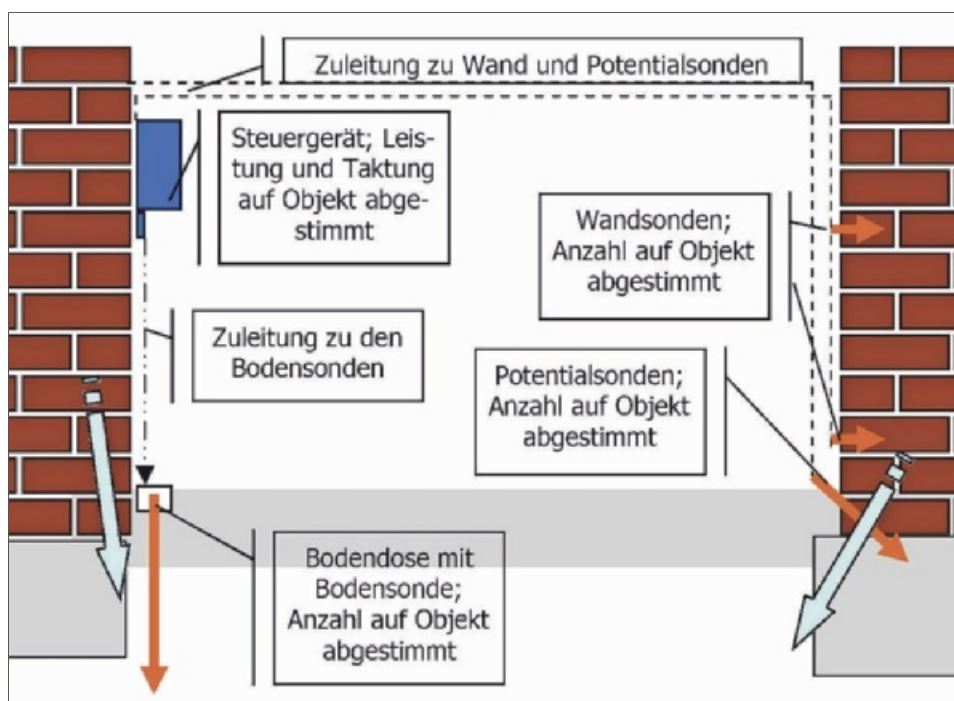 Zuleitung zu Wand und Potentialsonden
Steuergerät; Leis-
tung und Taktung
auf Objekt abge-
stimmt
Wandsonden;
Anzahl auf Objekt
abgestimmt
Zuleitung zu den
Bodensonden
Potentialsonden;
Anzahl auf Objekt
abgestimmt
Bodendose mit
Bodensonde;
Anzahl auf Objekt
abgestimmt